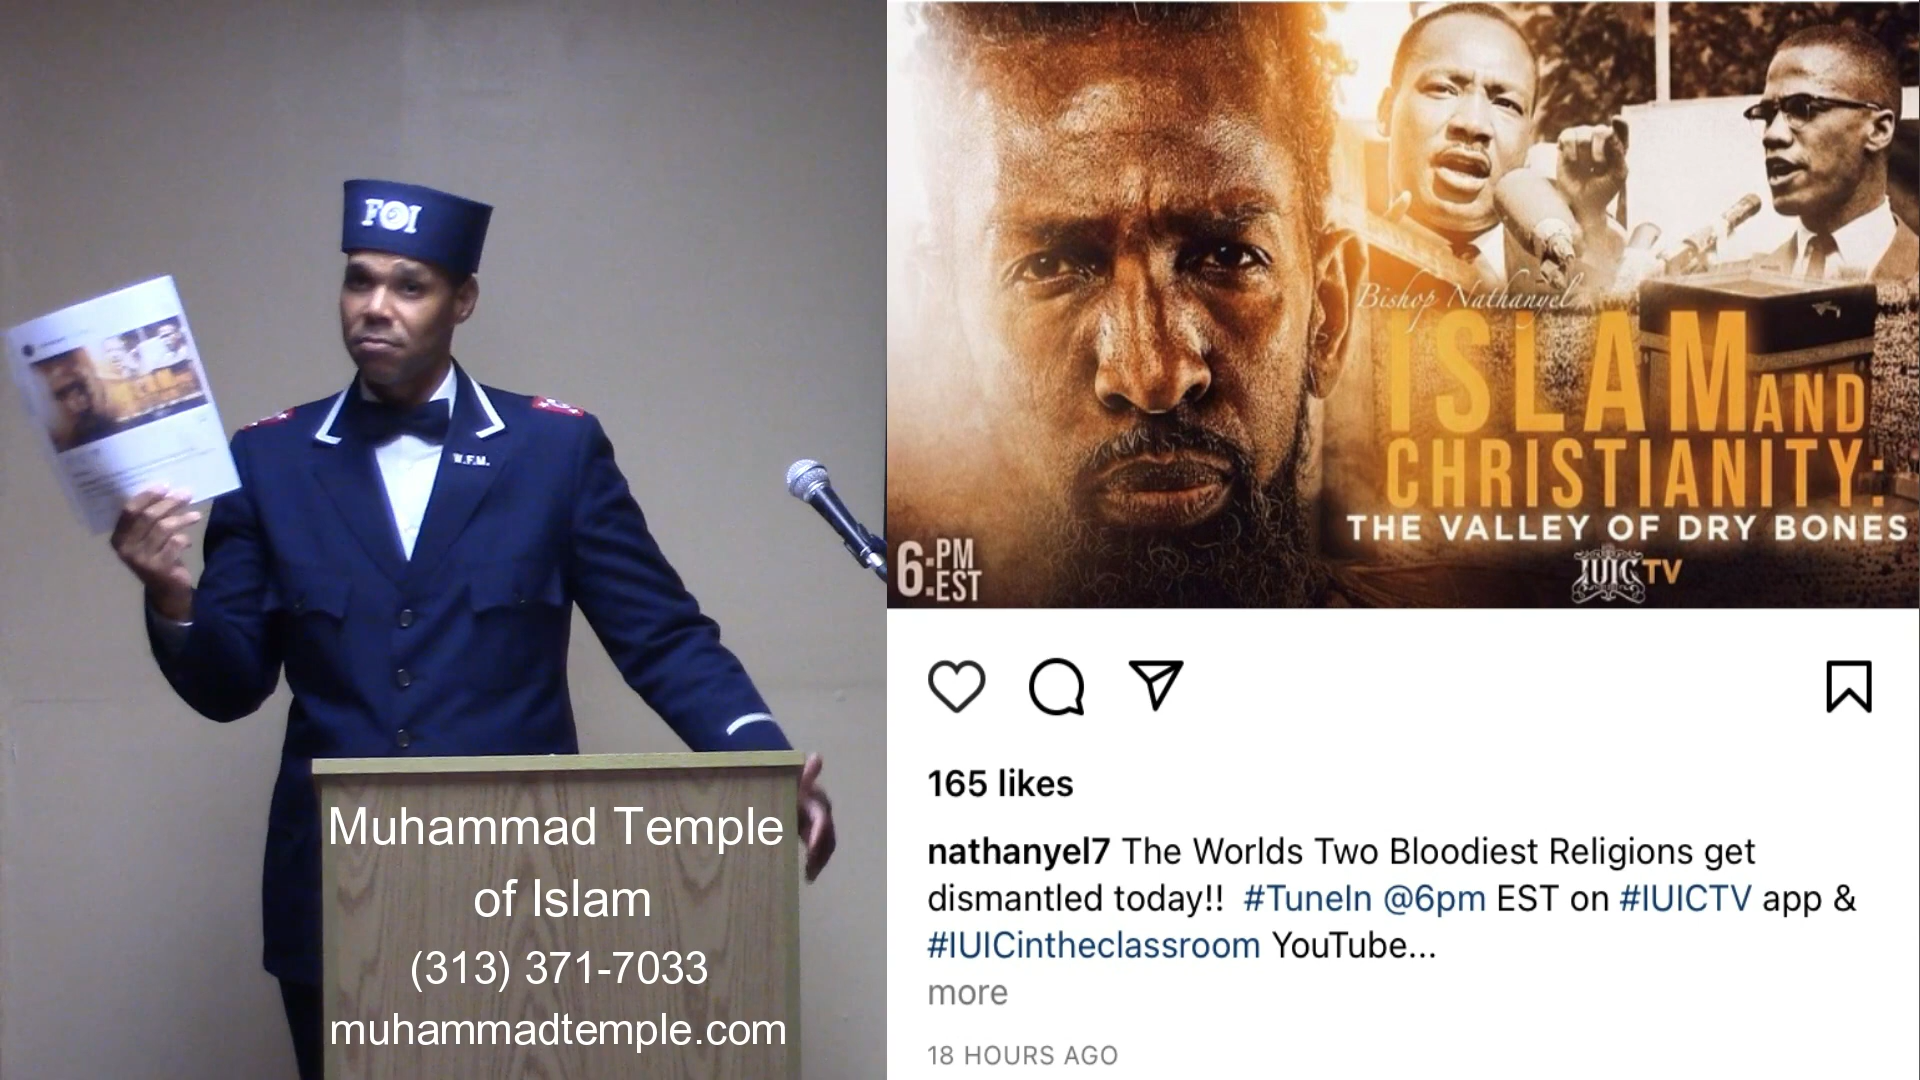 FOI
W.F.M.
Muhammad Temple
of Islam
(313) 371-7033
muhammadtemple.com
Bishop Nathanyel
ISLAM AND
CHRISTIANITY:
THE VALLEY OF DRY BONES
IUIC TV
6:PM
EST
165 likes
nathanyel7 The Worlds Two Bloodiest Religions get
dismantled today!! #TuneIn @6pm EST on #IUICTV app &
#IUICintheclassroom YouTube...
more
18 HOURS AGO